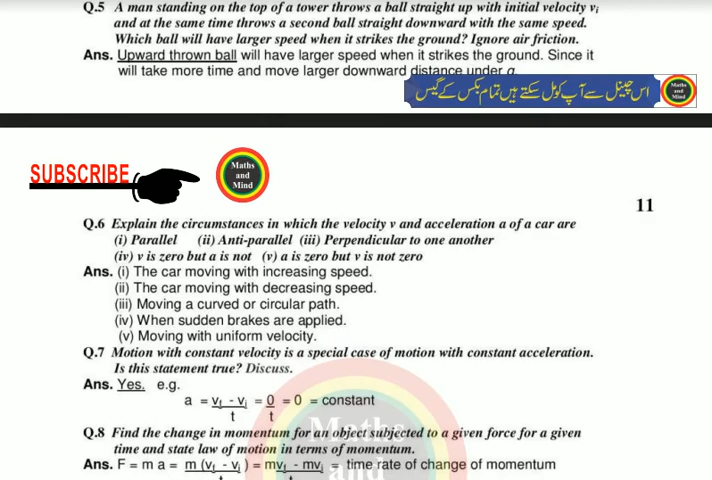 Q.5 A man standing on the top of a tower throws a ball straight up with initial velocity vi
and at the same time throws a second ball straight downward with the same speed.
Which ball will have larger speed when it strikes the ground? Ignore air friction.
Ans. Upward thrown ball will have larger speed when it strikes the ground. Since it
will take more time and move larger downward distance under g.
اس چینل سے آپ کو مل سکتے ہیں تمام بکس کے گیس
Maths
and
Mind
SUBSCRIBE
Maths
and
Mind
11
Q.6 Explain the circumstances in which the velocity v and acceleration a of a car are
(i) Parallel (ii) Anti-parallel (iii) Perpendicular to one another
(iv) v is zero but a is not (v) a is zero but v is not zero
Ans. (i) The car moving with increasing speed.
(ii) The car moving with decreasing speed.
(iii) Moving a curved or circular path.
(iv) When sudden brakes are applied.
(v) Moving with uniform velocity.
Q.7 Motion with constant velocity is a special case of motion with constant acceleration.
Is this statement true? Discuss.
Ans. Yes. e.g.
a = vf - vi = 0 = 0 = constant
t t
Maths
and
Q.8 Find the change in momentum for an object subjected to a given force for a given
time and state law of motion in terms of momentum.
Ans. F = m a = m (vf - vi ) = mvf - mvi = time rate of change of momentum